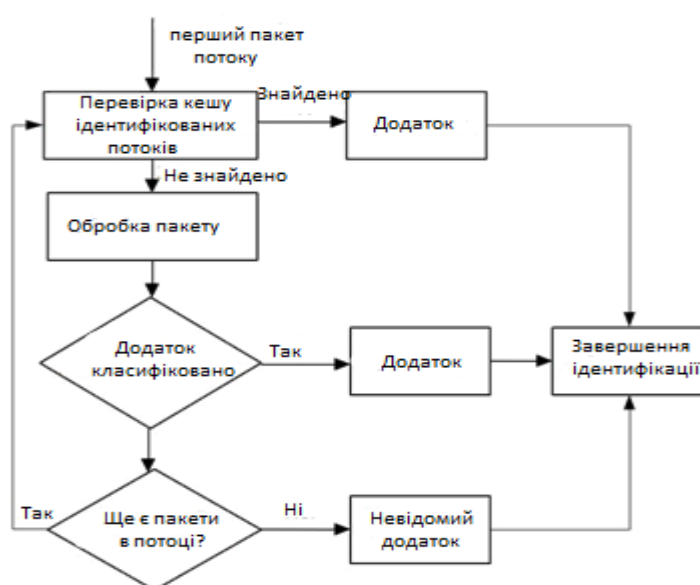 перший пакет
потоку
Перевірка кешу
ідентифікованих
потоків
Знайдено
Додаток
Не знайдено
Обробка пакету
Додаток
класифіковано
Так
Додаток
Завершення
ідентифікації
Так
Ще є пакети
в потоці?
Ні
Невідомий
додаток